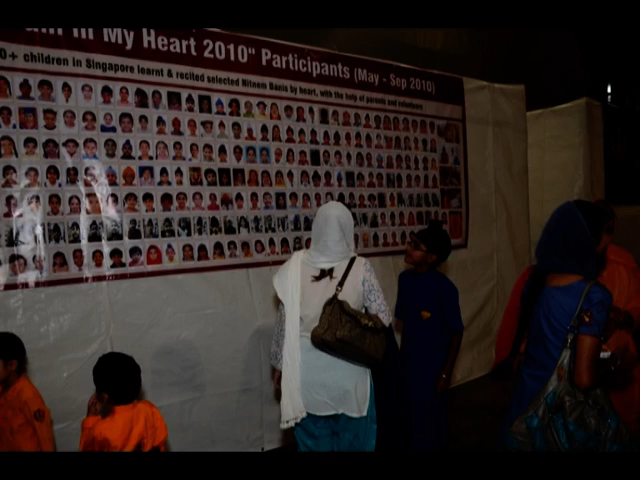 In My Heart 2010" Participants (May - Sep 2010)
0+ children in Singapore learnt & recited selected Nitnem Banis by heart, with the help of parents and volunteers